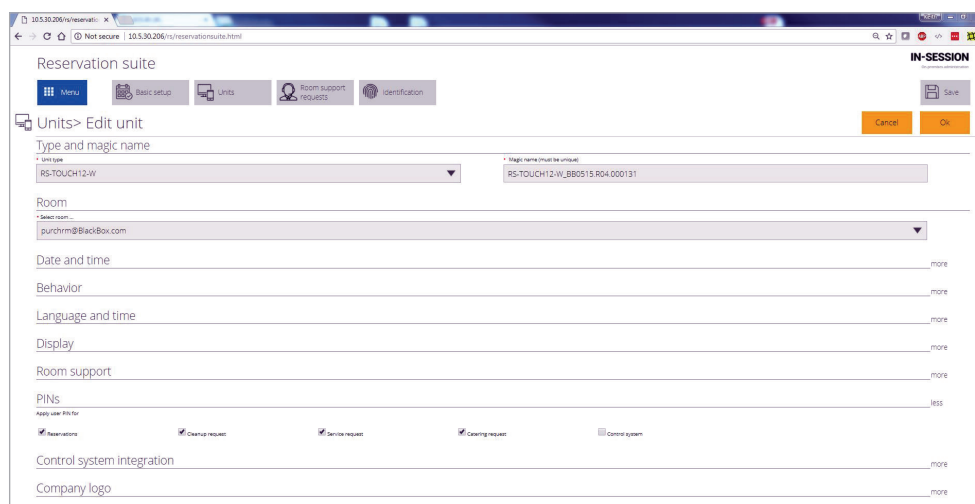 10.5.30.206/rs/reservatic ×
Not secure | 10.5.30.206/rs/reservationsuite.html
Reservation suite
IN-SESSION
Menu
Basic setup
Units
Room support requests
Identification
Save
Units> Edit unit
Cancel
Ok
Type and magic name
* Unit type
* Magic name (must be unique)
RS-TOUCH12-W
RS-TOUCH12-W_BB0515.R04.000131
Room
* Select room ...
purchrm@BlackBox.com
Date and time
more
Behavior
more
Language and time
more
Display
more
Room support
more
PINs
less
Apply user PIN for
Reservations
Cleanup request
Service request
Catering request
Control system
Control system integration
more
Company logo
more